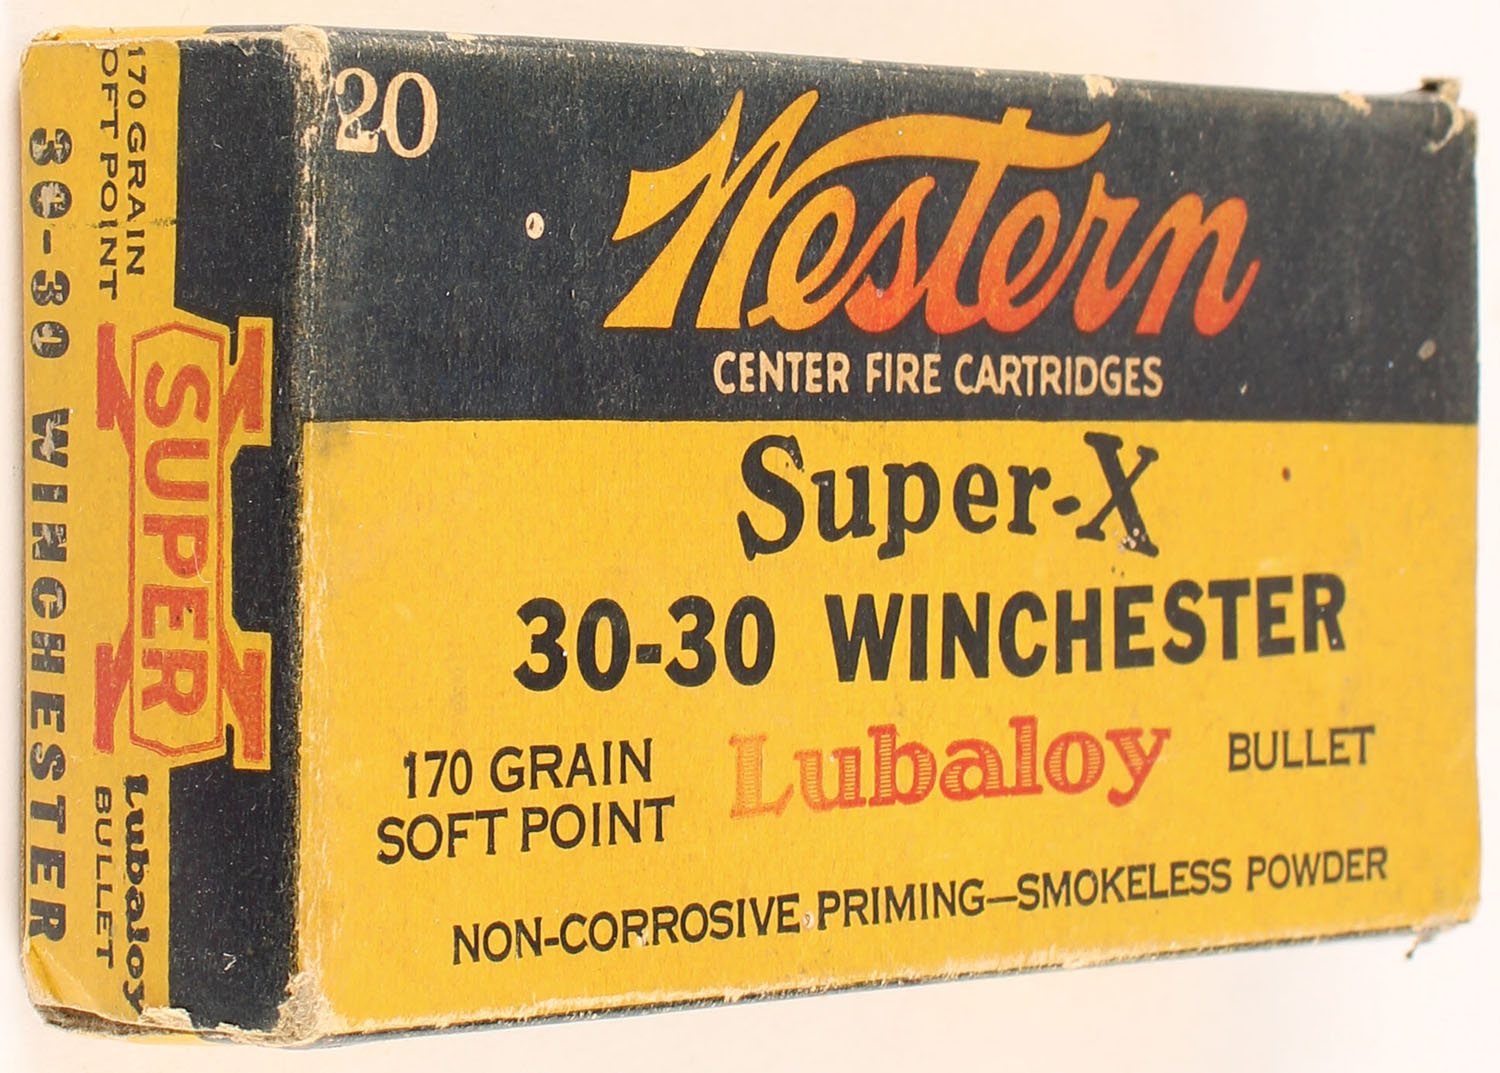 20
Western
CENTER FIRE CARTRIDGES
Super-X
30-30 WINCHESTER
170 GRAIN
SOFT POINT
Lubaloy
BULLET
NON-CORROSIVE PRIMING—SMOKELESS POWDER
170 GRAIN
OFT POINT
SUPER X
Lubaloy
BULLET
30-30 WINCHESTER